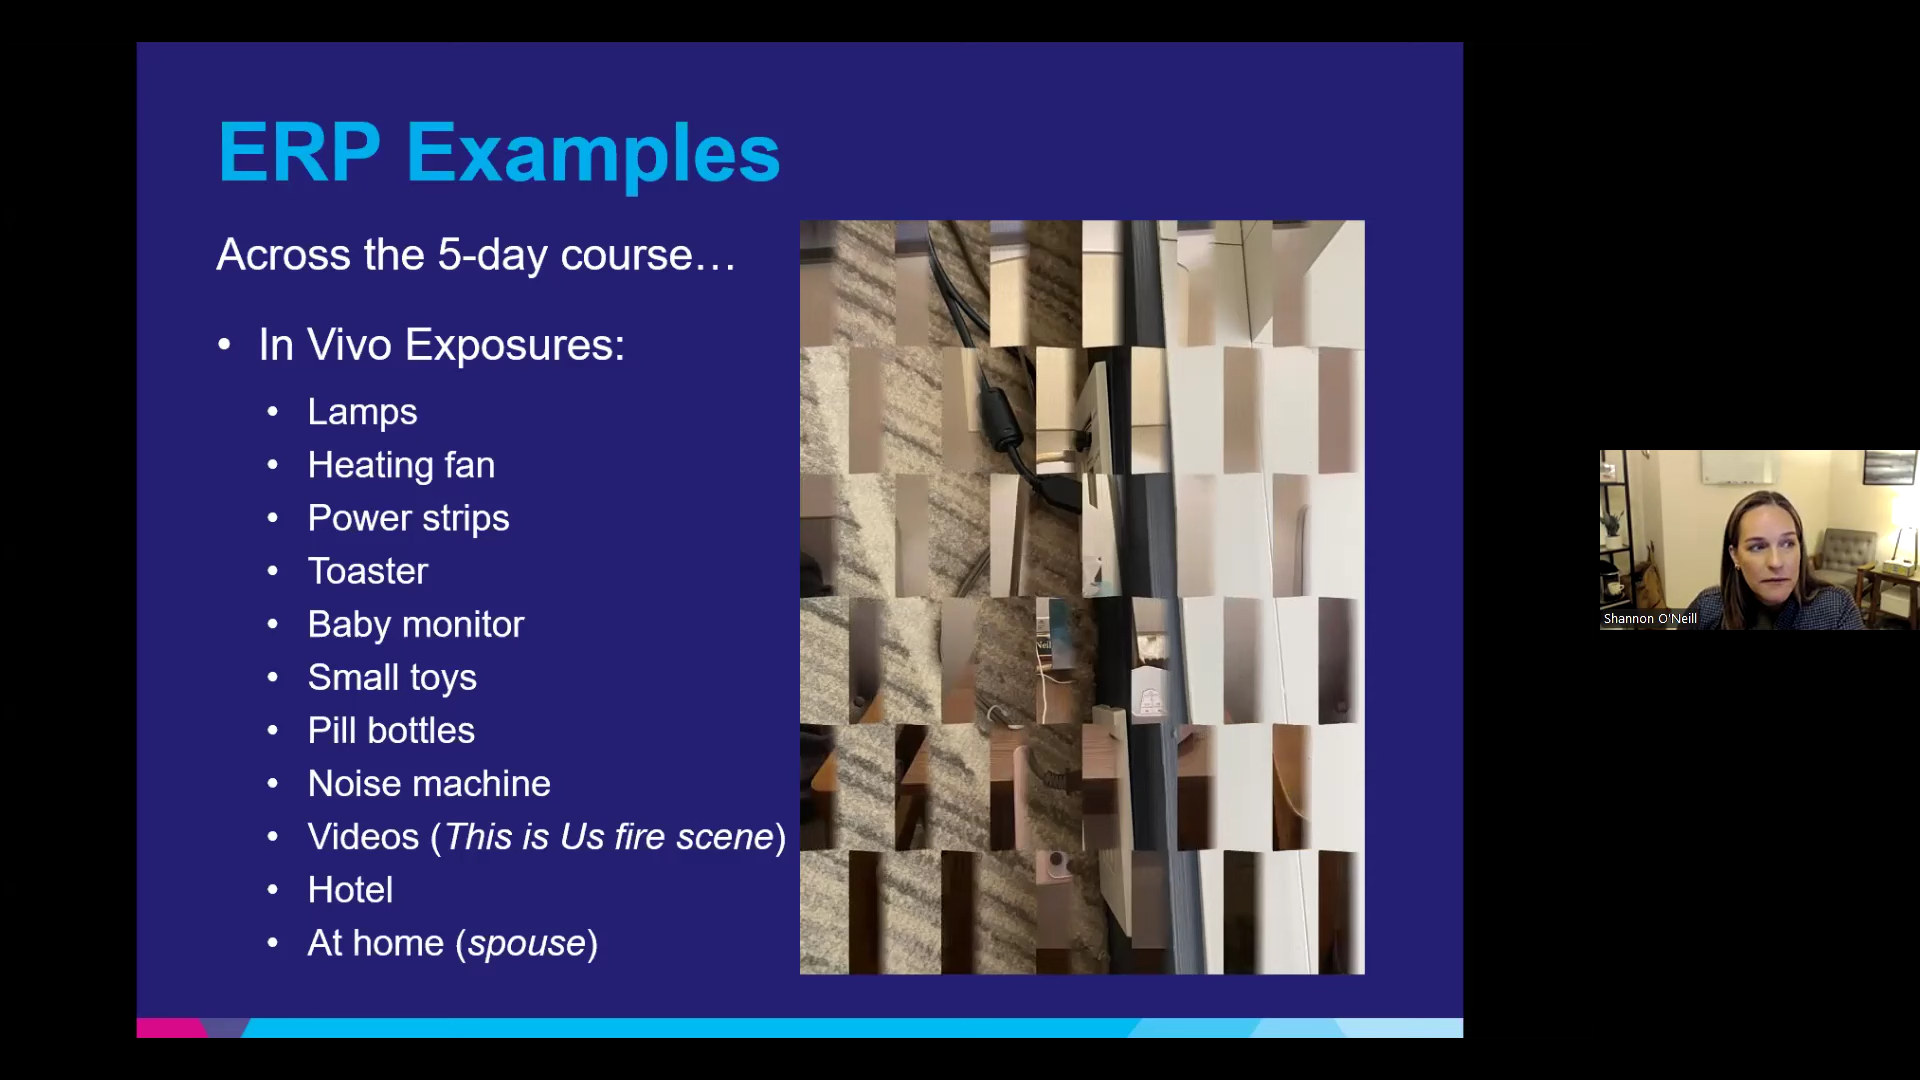 ERP Examples
Across the 5-day course…
• In Vivo Exposures:
• Lamps
• Heating fan
• Power strips
• Toaster
• Baby monitor
• Small toys
• Pill bottles
• Noise machine
• Videos (This is Us fire scene)
• Hotel
• At home (spouse)
Neil
Shannon O'Neill